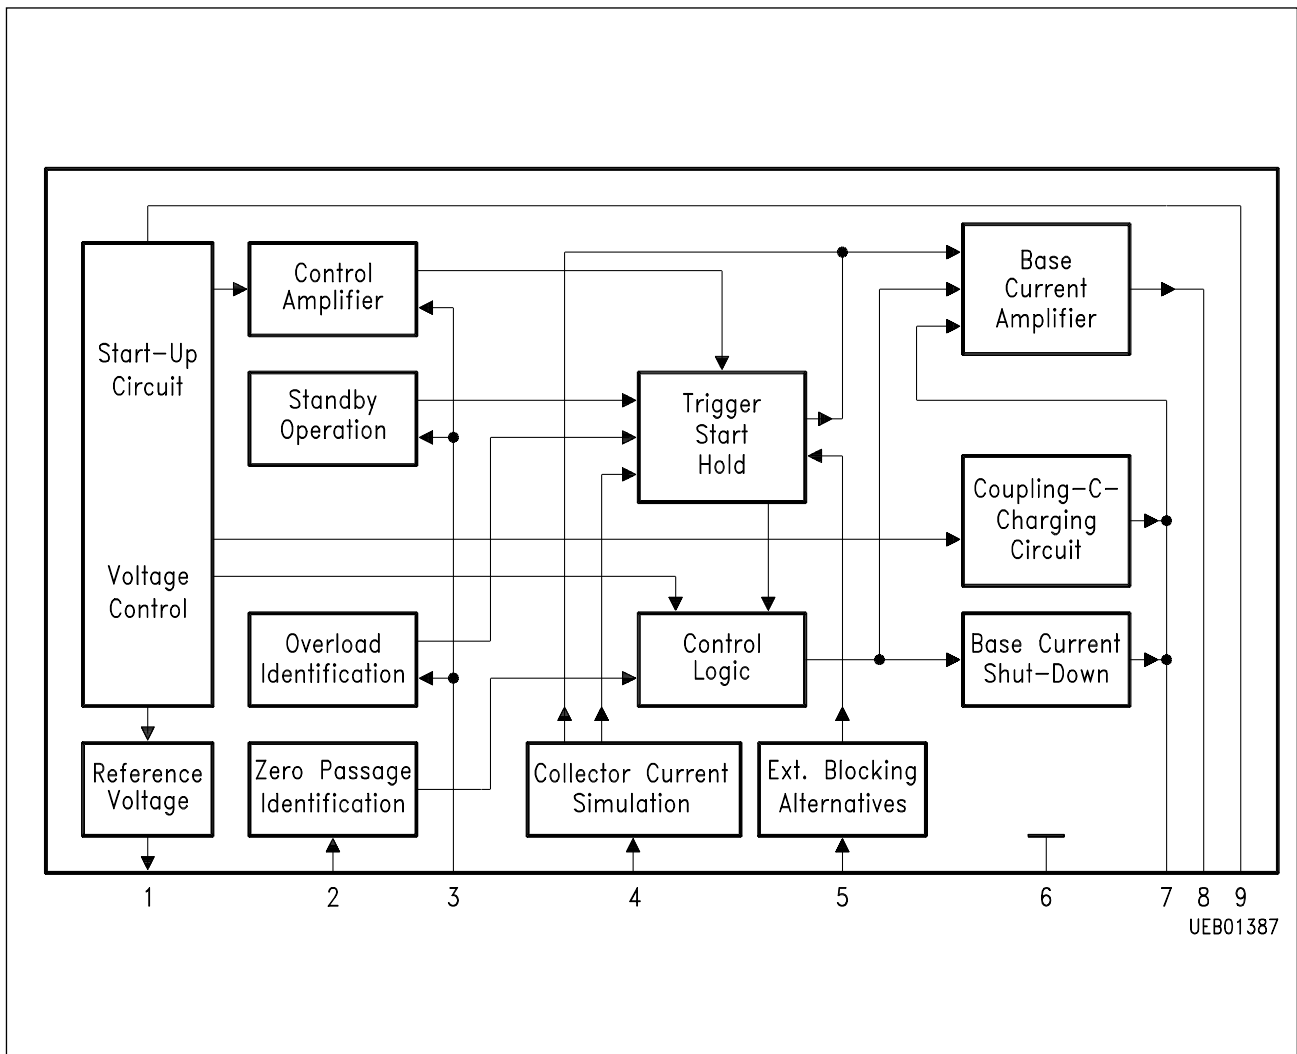 Start-Up
Circuit
Voltage
Control
Control
Amplifier
Standby
Operation
Overload
Identification
Reference
Voltage
Zero Passage
Identification
Trigger
Start
Hold
Control
Logic
Collector Current
Simulation
Ext. Blocking
Alternatives
Base
Current
Amplifier
Coupling-C-
Charging
Circuit
Base Current
Shut-Down
1 2 3 4 5 6 7 8 9
UEB01387